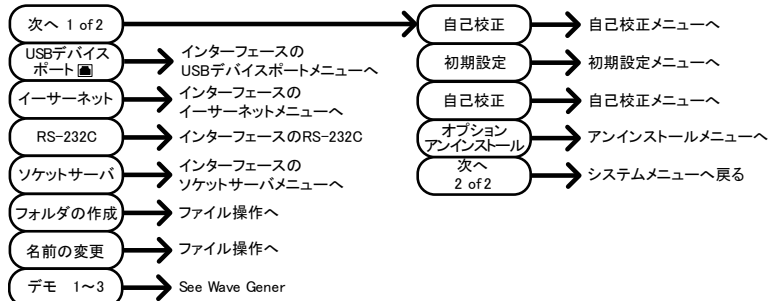 次へ 1 of2
USBデバイス
ポート
インターフェースの
USBデバイスポートメニューへ
イーサーネット
インターフェースの
イーサーネットメニューへ
RS-232C
インターフェースのRS-232C
ソケットサーバ
インターフェースの
ソケットサーバメニューへ
フォルダの作成
ファイル操作へ
名前の変更
ファイル操作へ
デモ 1～3
See Wave Gener
自己校正
自己校正メニューへ
初期設定
初期設定メニューへ
自己校正
自己校正メニューへ
オプション
アンインストール
アンインストールメニューへ
次へ
2 of2
システムメニューへ戻る